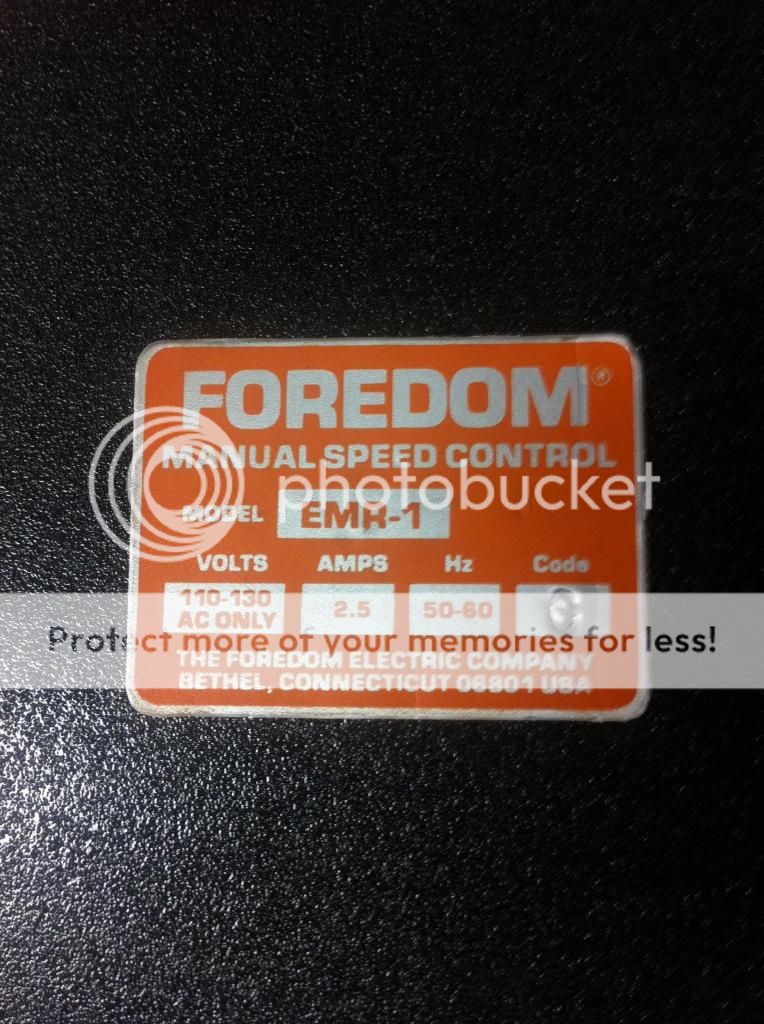 FOREDOM®
MANUAL SPEED CONTROL
photobucket
MODEL EMR-1
VOLTS AMPS Hz Code
110-130 2.5 50-60
AC ONLY
Protect more of your memories for less!
THE FOREDOM ELECTRIC COMPANY
BETHEL, CONNECTICUT 06801 USA